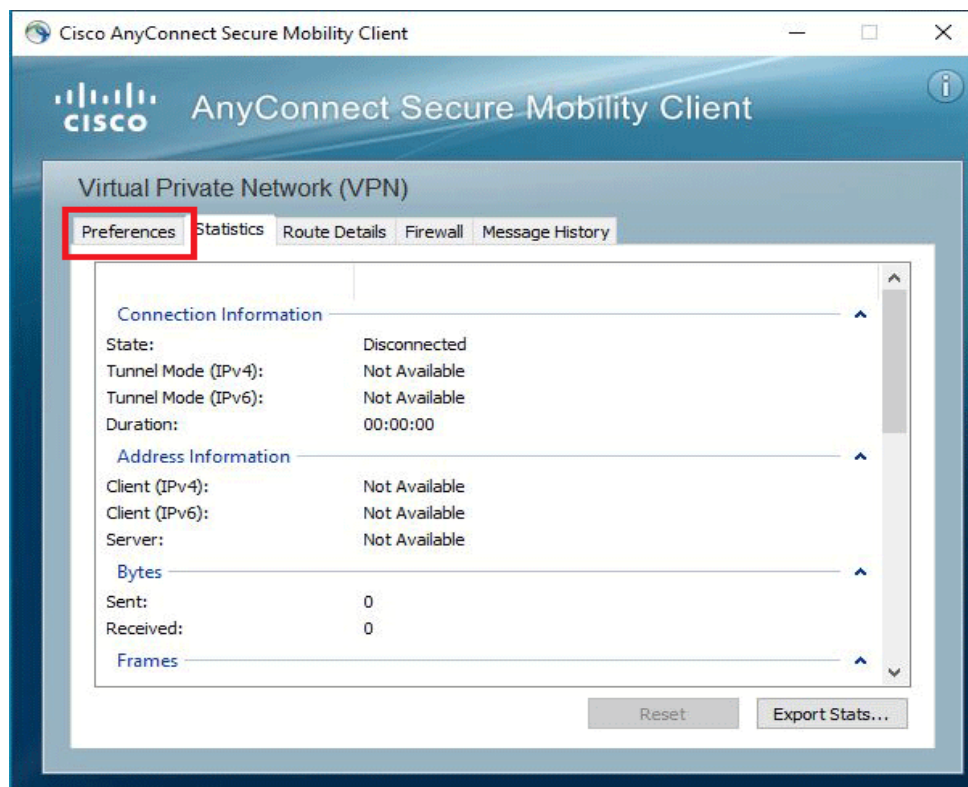 Cisco AnyConnect Secure Mobility Client
CISCO AnyConnect Secure Mobility Client
Virtual Private Network (VPN)
Preferences Statistics Route Details Firewall Message History
Connection Information
State: Disconnected
Tunnel Mode (IPv4): Not Available
Tunnel Mode (IPv6): Not Available
Duration: 00:00:00
Address Information
Client (IPv4): Not Available
Client (IPv6): Not Available
Server: Not Available
Bytes
Sent: 0
Received: 0
Frames
Reset Export Stats...